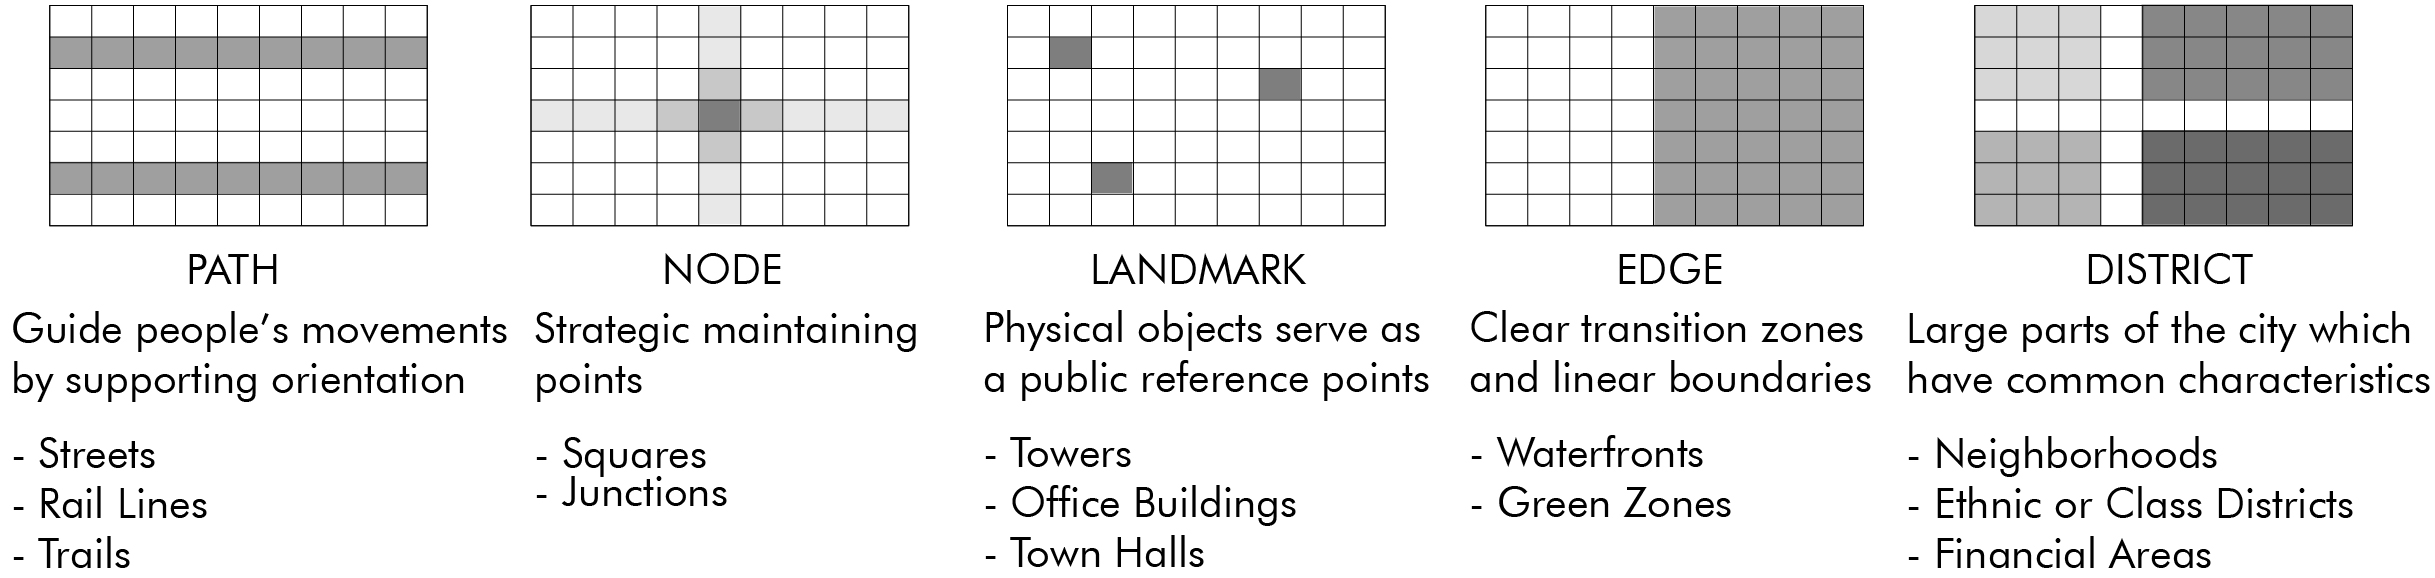 PATH
Guide people’s movements
by supporting orientation
- Streets
- Rail Lines
- Trails
NODE
Strategic maintaining
points
- Squares
- Junctions
LANDMARK
Physical objects serve as
a public reference points
- Towers
- Office Buildings
- Town Halls
EDGE
Clear transition zones
and linear boundaries
- Waterfronts
- Green Zones
DISTRICT
Large parts of the city which
have common characteristics
- Neighborhoods
- Ethnic or Class Districts
- Financial Areas